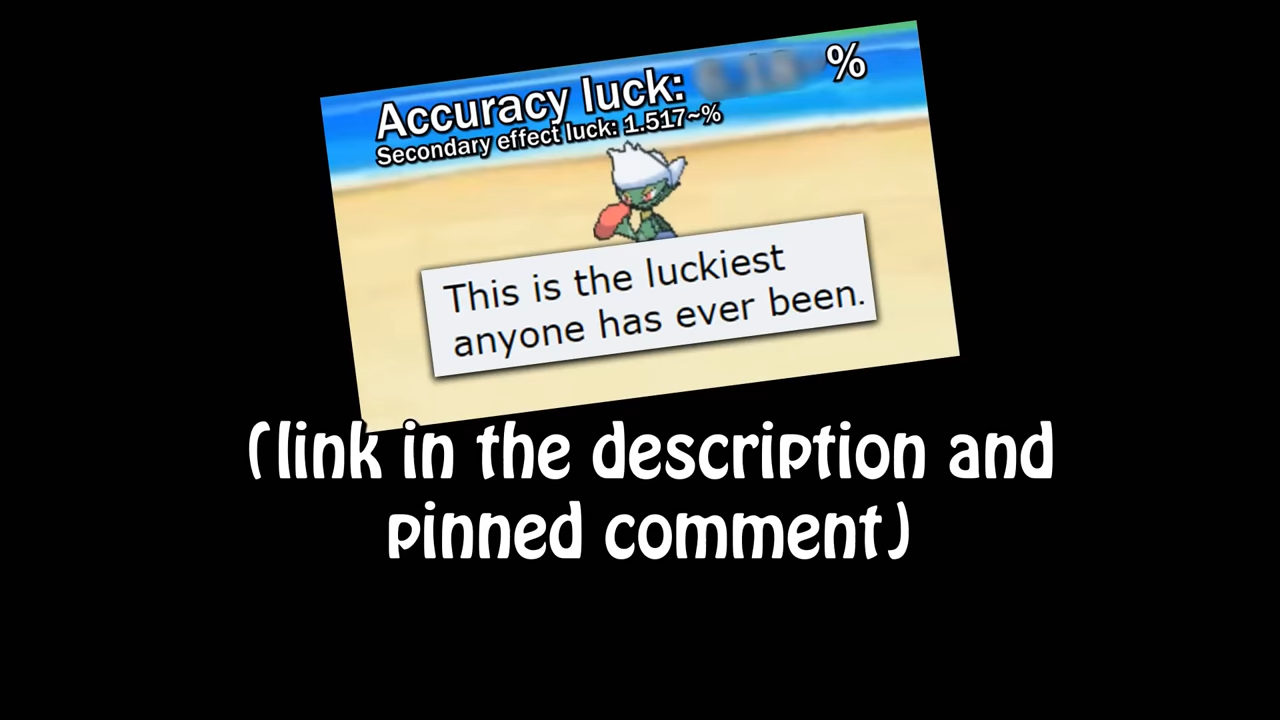 Accuracy luck: %
Secondary effect luck: 1.517~%
This is the luckiest
anyone has ever been.
(link in the description and
pinned comment)